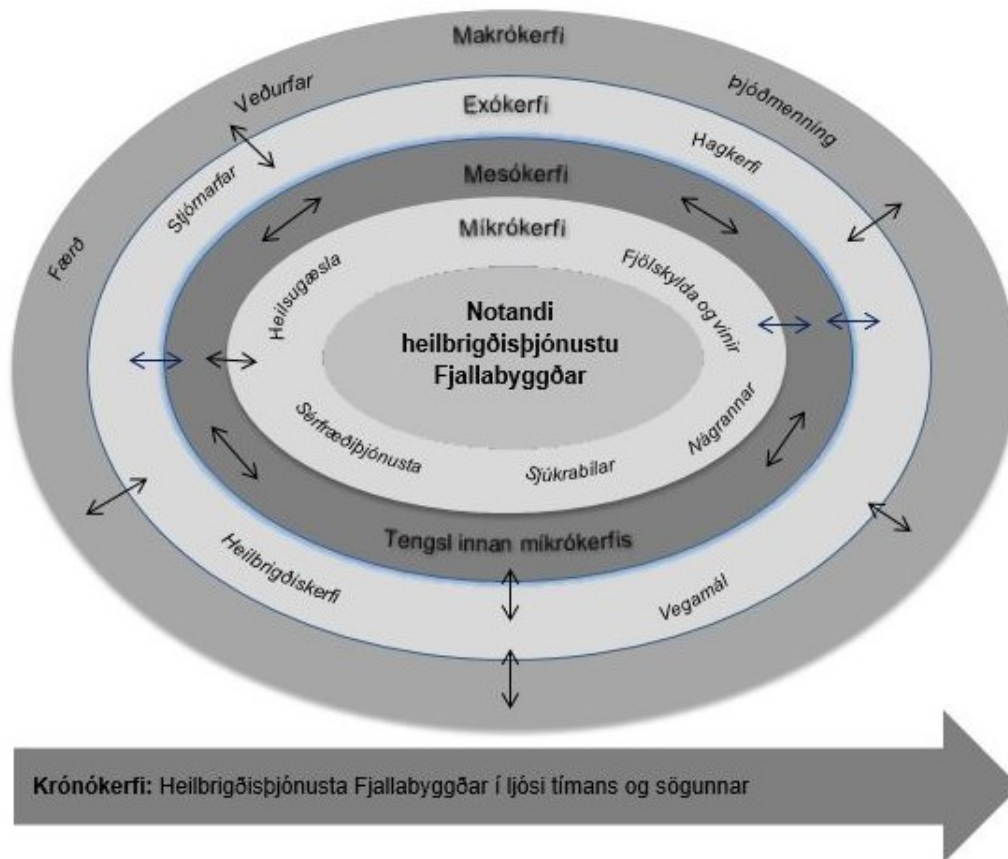 Makrókerfi
Veðurfar
Þjóðmenning
Exókerfi
Stjórnarfar
Hagkerfi
Mesókerfi
Færð
Míkrókerfi
Heilsugæsla
Fjölskylda og vinir
Notandi
heilbrigðisþjónustu
Fjallabyggðar
Sérfræðiþjónusta
Sjúkrabílar
Nágrannar
Tengsl innan míkrókerfis
Heilbrigðiskerfi
Vegamál
Krónókerfi: Heilbrigðisþjónusta Fjallabyggðar í ljósi tímans og sögunnar